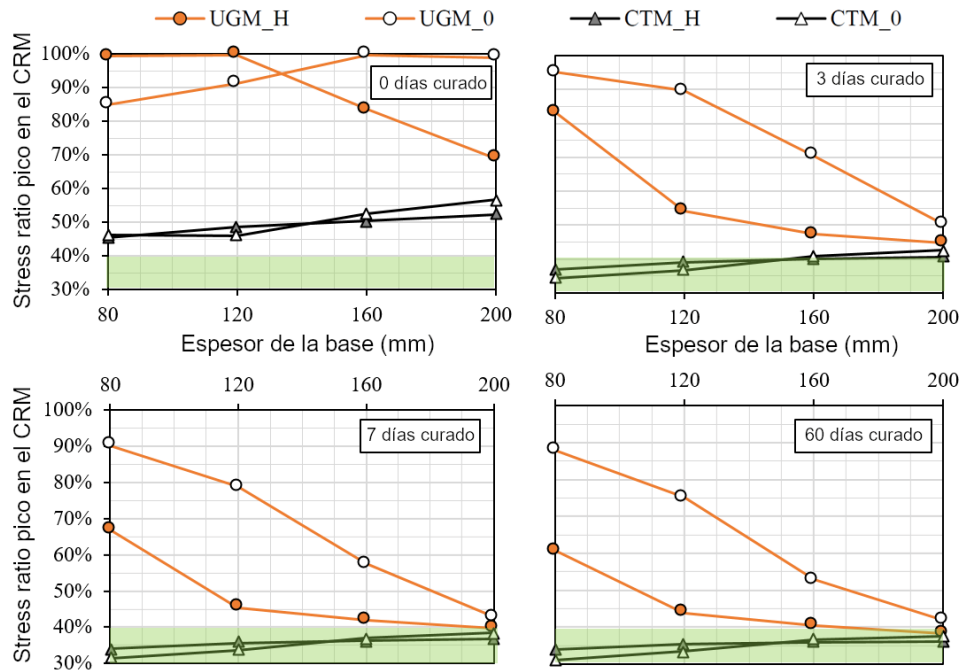 UGM_H UGM_0 CTM_H CTM_0
Stress ratio pico en el CRM
100%
90%
80%
70%
60%
50%
40%
30%
0 días curado
80 120 160 200
Espesor de la base (mm)
3 días curado
80 120 160 200
Espesor de la base (mm)
Stress ratio pico en el CRM
80 120 160 200
100%
90%
80%
70%
60%
50%
40%
30%
7 días curado
80 120 160 200
60 días curado